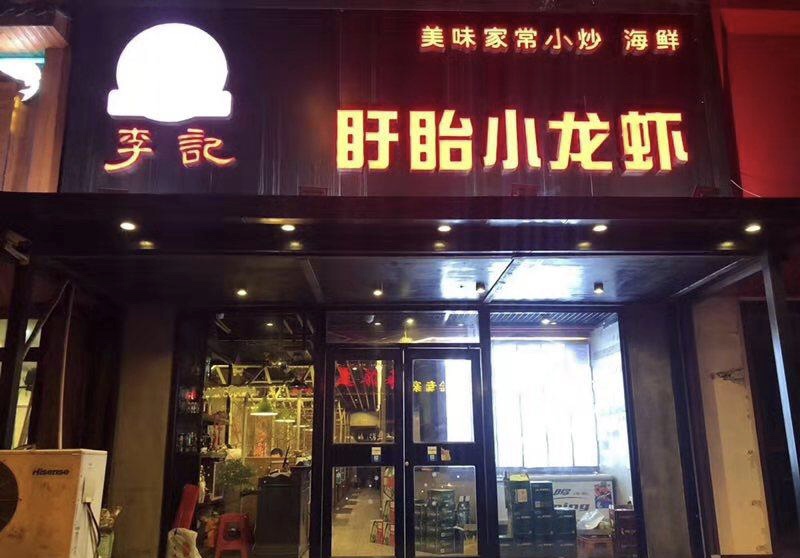 美味家常小炒 海鲜
李記
盱眙小龙虾
Hisense